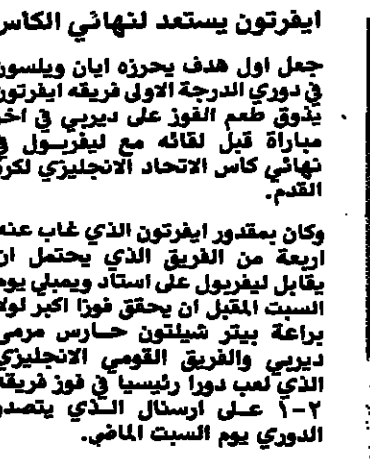 ايفرتون يستعد لنهائي الكاس
جعل اول هدف يحرزه ايان ويلسون
في دوري الدرجة الاولى فريقه ايفرتون
يذوق طعم الفوز على ديربي في اخر
مباراة قبل لقائه مع ليفربول في
نهائي كاس الاتحاد الانجليزي لكرة
القدم.
وكان بمقدور ايفرتون الذي غاب عنه
اربعة من الفريق الذي يحتمل ان
يقابل ليفربول على استاد ويمبلي يوم
السبت المقبل ان يحقق فوزا اكبر لولا
براعة بيتر شيلتون حارس مرمى
ديربي والفريق القومي الانجليزي
الذي لعب دورا رئيسيا في فوز فريقه
٢-١ على ارسنال الذي يتصدر
الدوري يوم السبت الماضي.